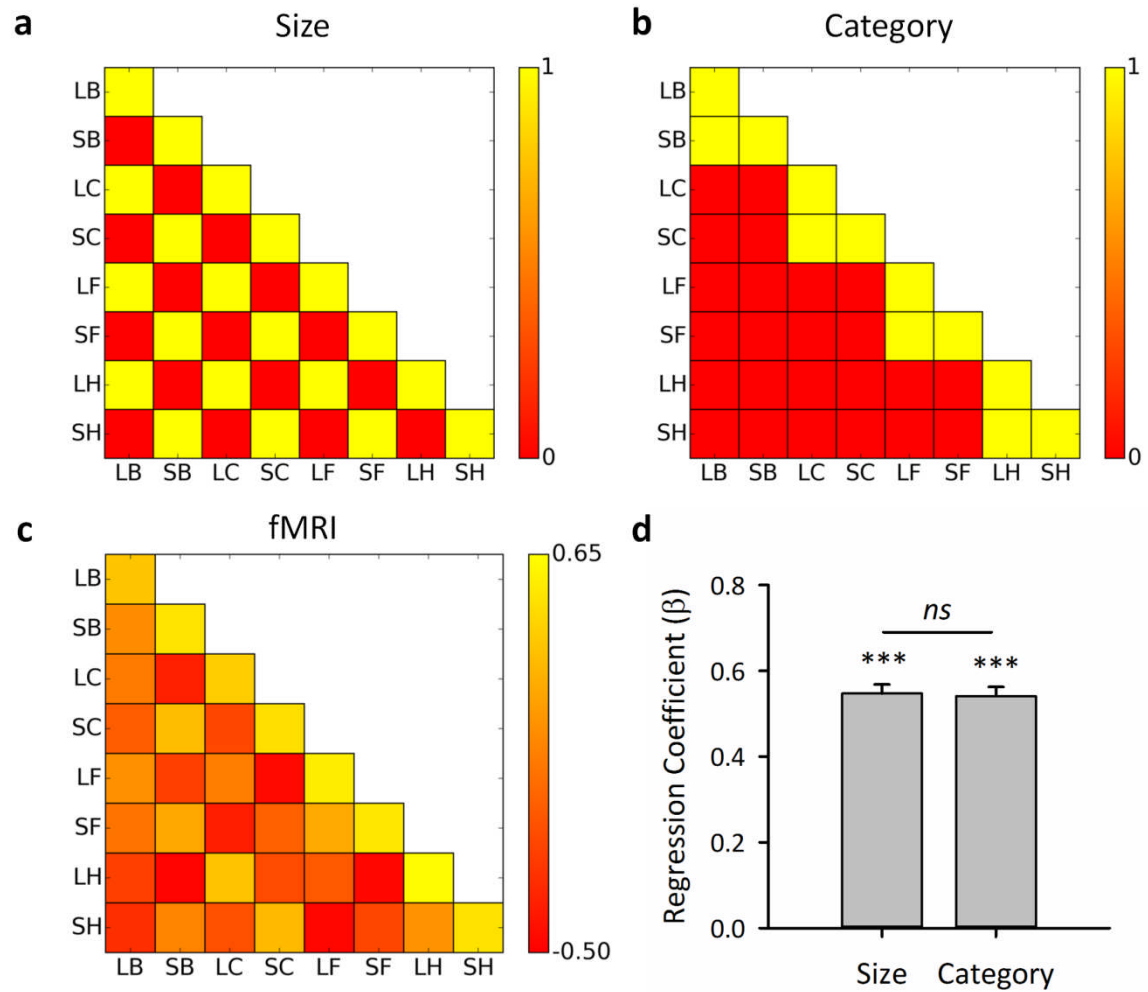 a Size
1
LB
SB
LC
SC
LF
SF
LH
SH
0
LB SB LC SC LF SF LH SH
b Category
1
LB
SB
LC
SC
LF
SF
LH
SH
0
LB SB LC SC LF SF LH SH
c fMRI
0.65
LB
SB
LC
SC
LF
SF
LH
SH
-0.50
LB SB LC SC LF SF LH SH
d
Regression Coefficient (β)
0.8
0.6
0.4
0.2
0.0
ns
*** ***
Size Category